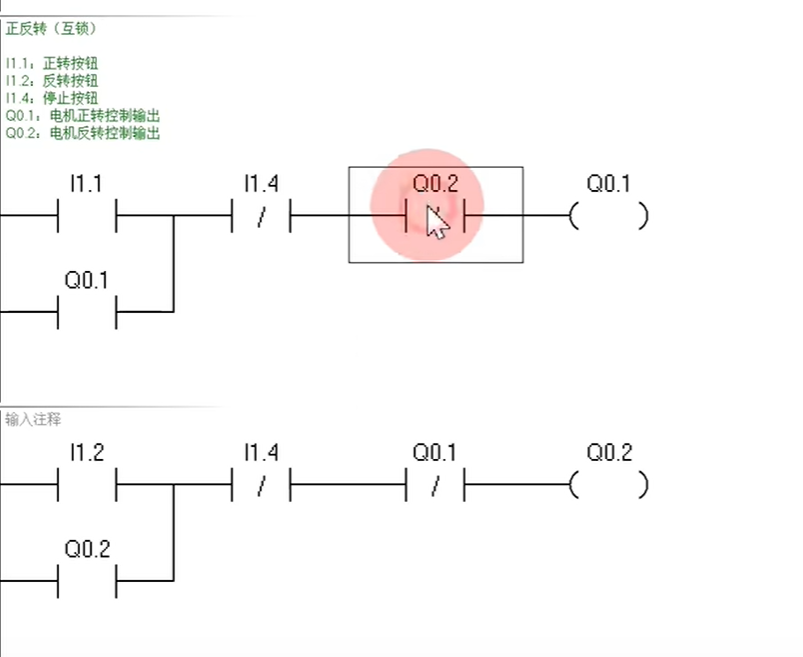 正反转（互锁）
I1.1：正转按钮
I1.2：反转按钮
I1.4：停止按钮
Q0.1：电机正转控制输出
Q0.2：电机反转控制输出
I1.1 I1.4 Q0.2 Q0.1
Q0.1
输入注释
I1.2 I1.4 Q0.1 Q0.2
Q0.2